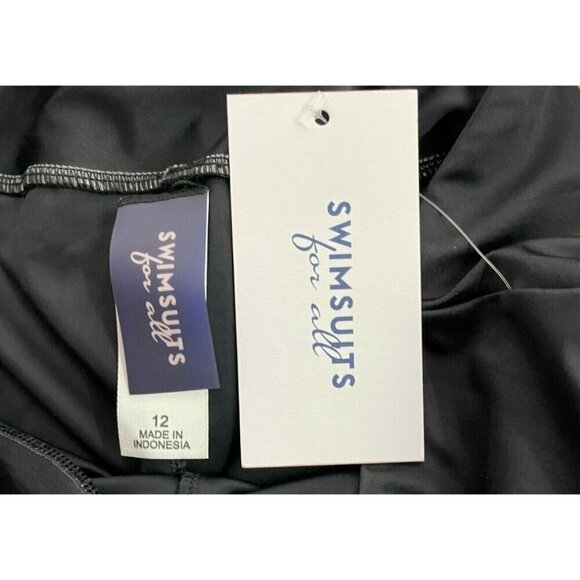 SWIMSUITS
for all
12
MADE IN
INDONESIA
SWIMSUITS
for all